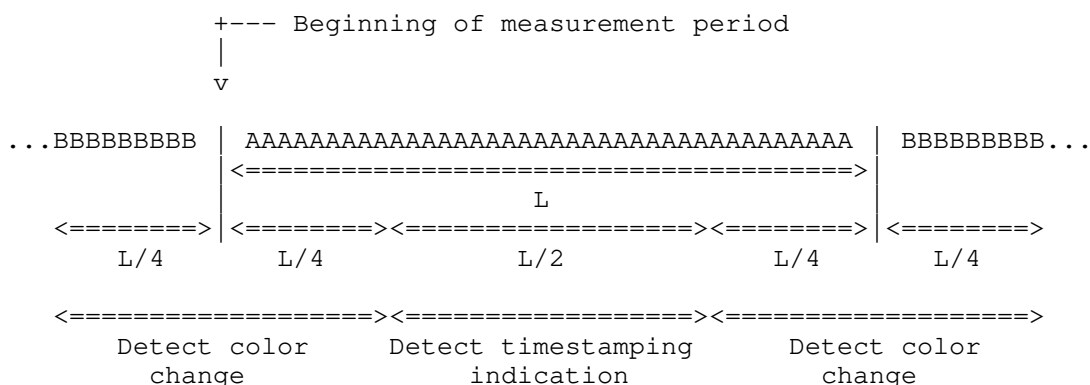 +--- Beginning of measurement period
|
v
...BBBBBBBBB | AAAAAAAAAAAAAAAAAAAAAAAAAAAAAAAAAAAAAA | BBBBBBBBB...
|<======================================>|
| L |
<========>|<========><==================><========>|<========>
L/4 L/4 L/2 L/4 L/4
<===================><==================><===================>
Detect color Detect timestamping Detect color
change indication change